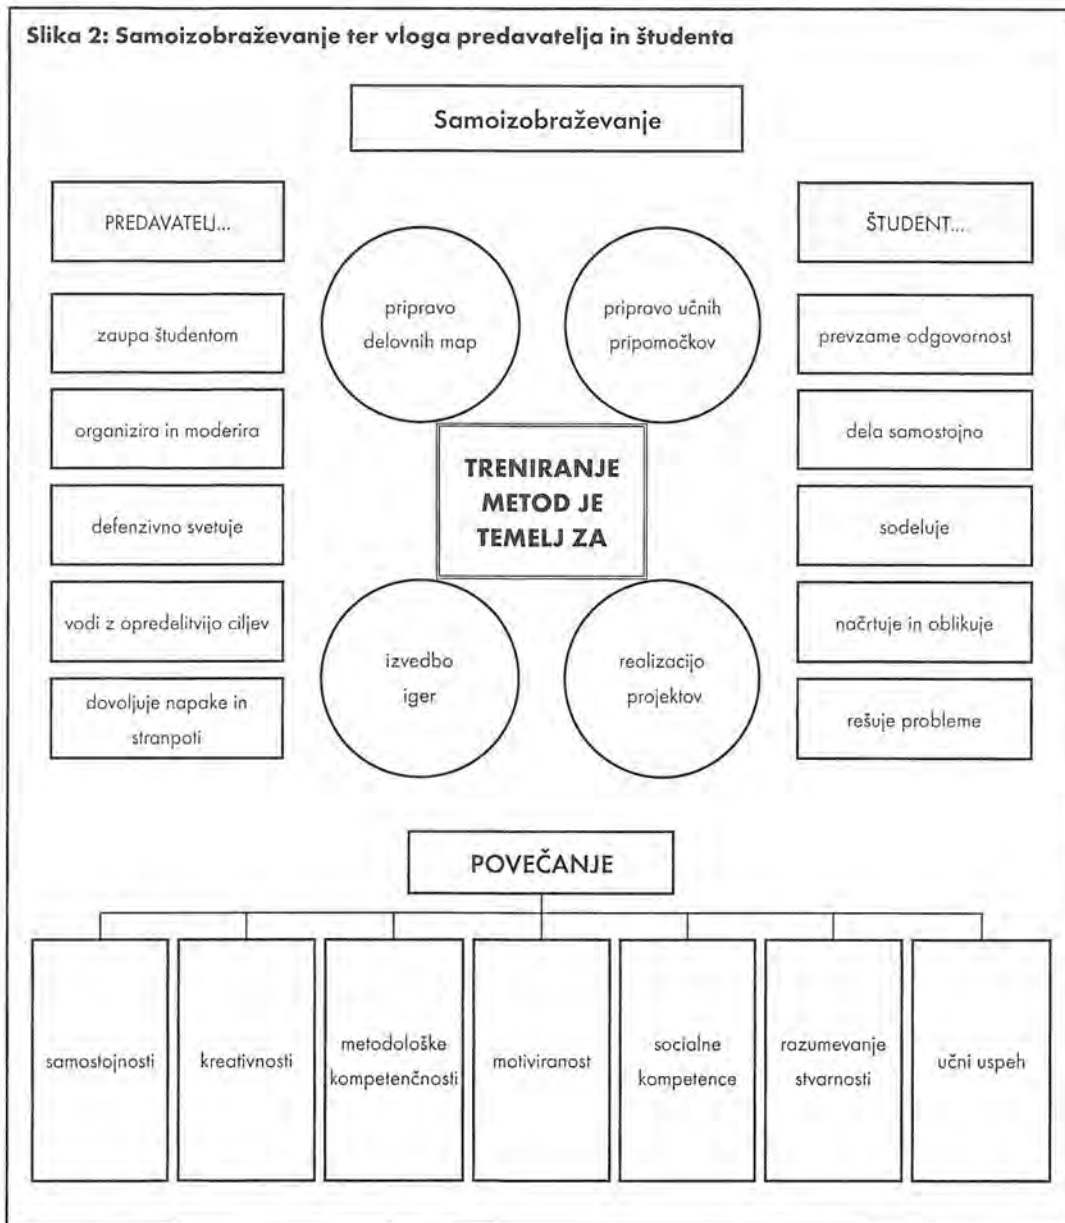 Slika 2: Samoizobraževanje ter vloga predavatelja in študenta
Samoizobraževanje
PREDAVATELJ...
zaupa študentom
organizira in moderira
defenzivno svetuje
vodi z opredelitvijo ciljev
dovoljuje napake in
stranpoti
pripravo
delovnih map
pripravo učnih
pripomočkov
TRENIRANJE
METOD JE
TEMELJ ZA
izvedbo
iger
realizacijo
projektov
ŠTUDENT....
prevzame odgovornost
dela samostojno
sodeluje
načrtuje in oblikuje
rešuje probleme
POVEČANJE
samostojnosti
kreativnosti
metodološke
kompetenčnosti
motiviranost
socialne
kompetence
razumevanje
stvarnosti
učni uspeh